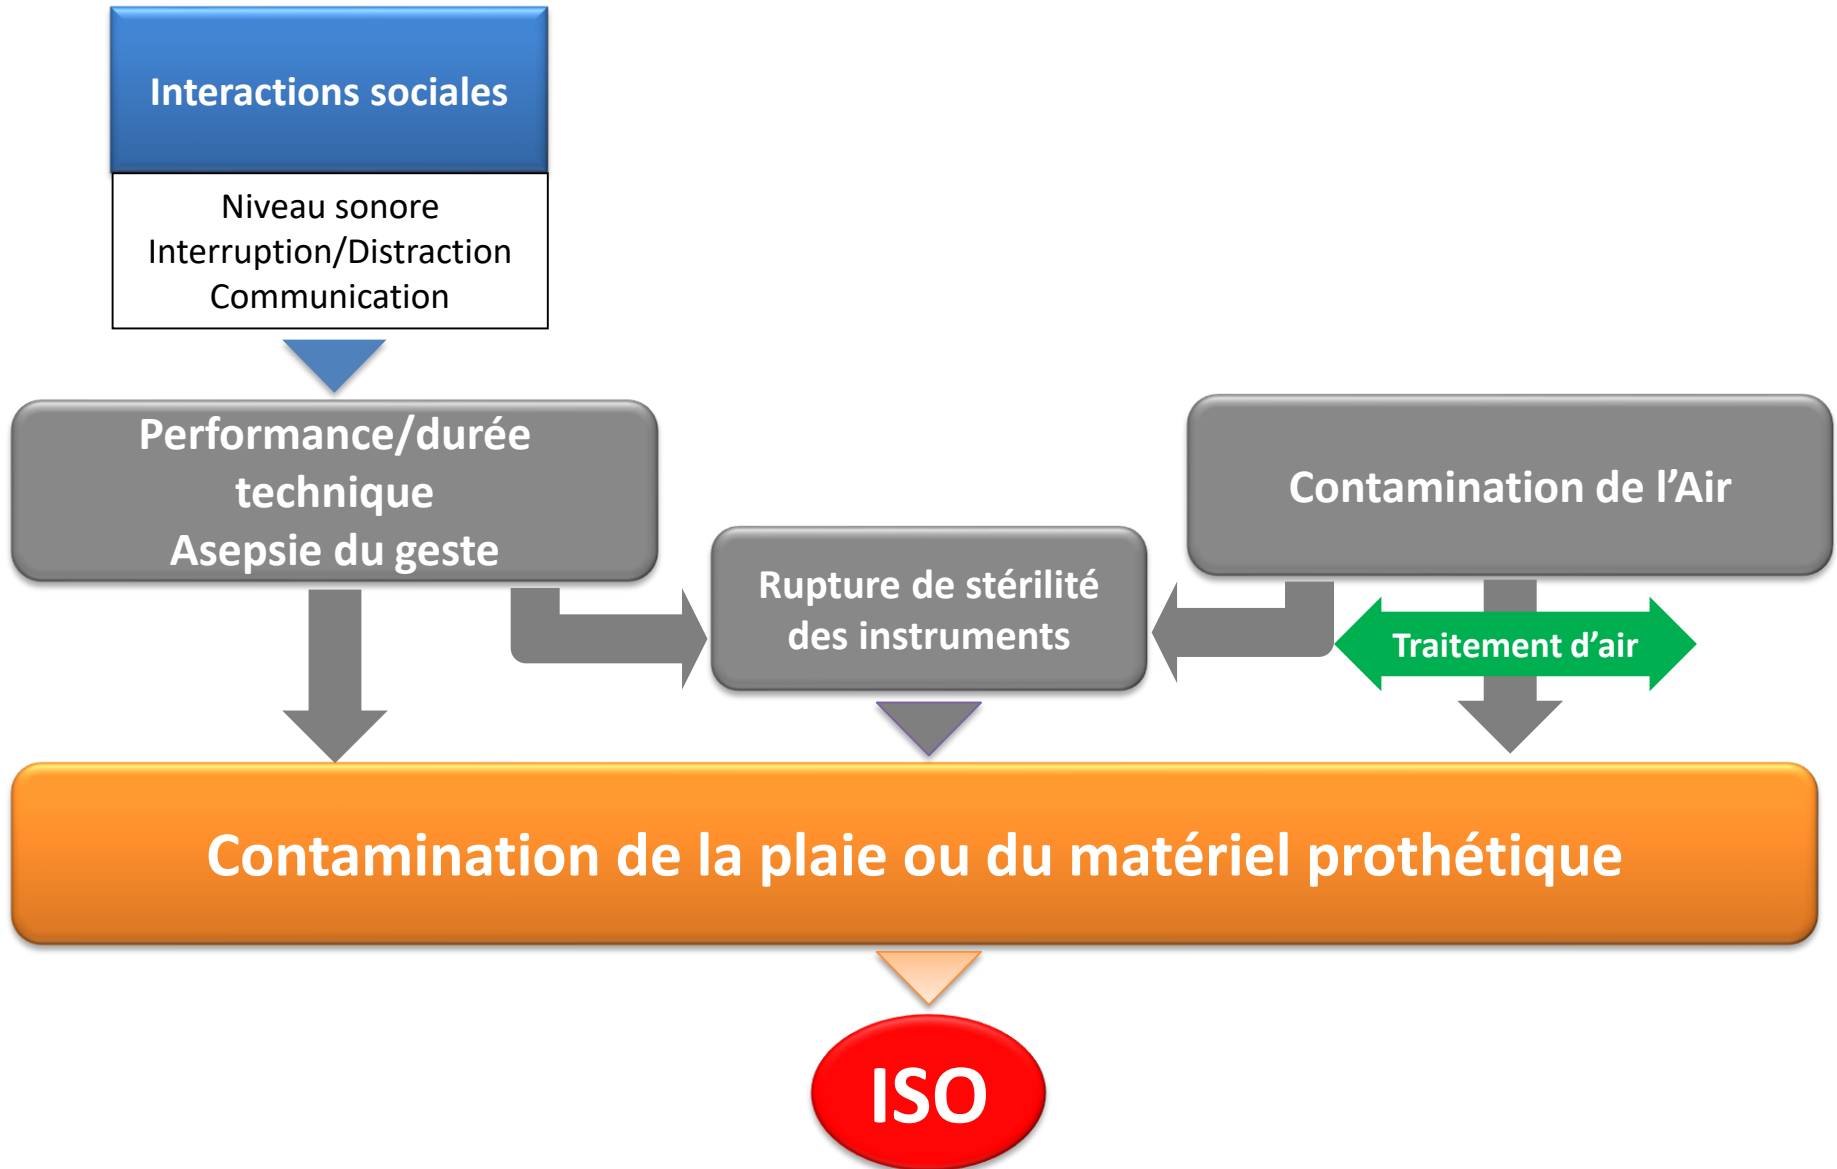 Interactions sociales
Niveau sonore
Interruption/Distraction
Communication
Performance/durée
technique
Asepsie du geste
Contamination de l’Air
Rupture de stérilité
des instruments
Traitement d’air
Contamination de la plaie ou du matériel prothétique
ISO